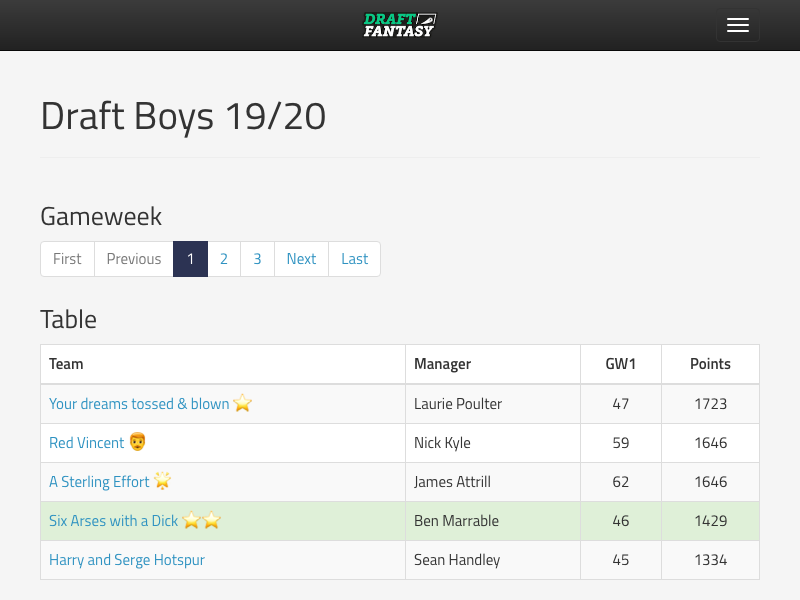 DRAFT
FANTASY
Draft Boys 19/20
Gameweek
First Previous 1 2 3 Next Last
Table
Team Manager GW1 Points
Your dreams tossed & blown ⭐ Laurie Poulter 47 1723
Red Vincent 👨‍🦰 Nick Kyle 59 1646
A Sterling Effort 🌟 James Attrill 62 1646
Six Arses with a Dick ⭐⭐ Ben Marrable 46 1429
Harry and Serge Hotspur Sean Handley 45 1334